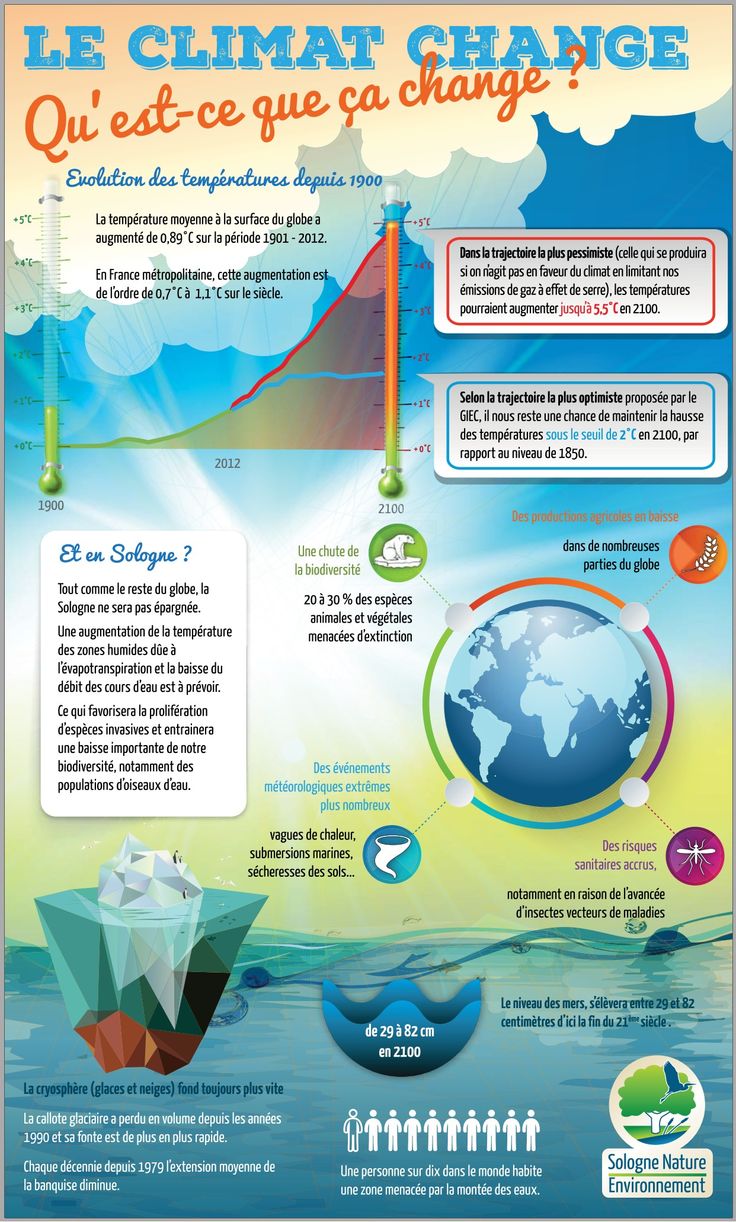 LE CLIMAT CHANGE
Qu'est-ce que ça change ?
Evolution des températures depuis 1900
La température moyenne à la surface du globe a
augmenté de 0,89°C sur la période 1901 - 2012.
En France métropolitaine, cette augmentation est
de l'ordre de 0,7°C à 1,1°C sur le siècle.
+5°C
+4°C
+3°C
+2°C
+1°C
+0°C
1900
2012
+5°C
+4°C
+3°C
+2°C
+1°C
+0°C
2100
Dans la trajectoire la plus pessimiste (celle qui se produira
si on n'agit pas en faveur du climat en limitant nos
émissions de gaz à effet de serre), les températures
pourraient augmenter jusqu'à 5,5°C en 2100.
Selon la trajectoire la plus optimiste proposée par le
GIEC, il nous reste une chance de maintenir la hausse
des températures sous le seuil de 2°C en 2100, par
rapport au niveau de 1850.
Et en Sologne ?
Tout comme le reste du globe, la
Sologne ne sera pas épargnée.
Une augmentation de la température
des zones humides dûe à
l'évapotranspiration et la baisse du
débit des cours d'eau est à prévoir.
Ce qui favorisera la prolifération
d'espèces invasives et entrainera
une baisse importante de notre
biodiversité, notamment des
populations d'oiseaux d'eau.
Une chute de
la biodiversité
20 à 30 % des espèces
animales et végétales
menacées d'extinction
Des productions agricoles en baisse
dans de nombreuses
parties du globe
Des événements
météorologiques extrêmes
plus nombreux
vagues de chaleur,
submersions marines,
sécheresses des sols...
Des risques
sanitaires accrus,
notamment en raison de l'avancée
d'insectes vecteurs de maladies
de 29 à 82 cm
en 2100
Le niveau des mers, s'élèvera entre 29 et 82
centimètres d'ici la fin du 21ème siècle .
La cryosphère (glaces et neiges) fond toujours plus vite
La callote glaciaire a perdu en volume depuis les années
1990 et sa fonte est de plus en plus rapide.
Chaque décennie depuis 1979 l'extension moyenne de
la banquise diminue.
Une personne sur dix dans le monde habite
une zone menacée par la montée des eaux.
Sologne Nature
Environnement